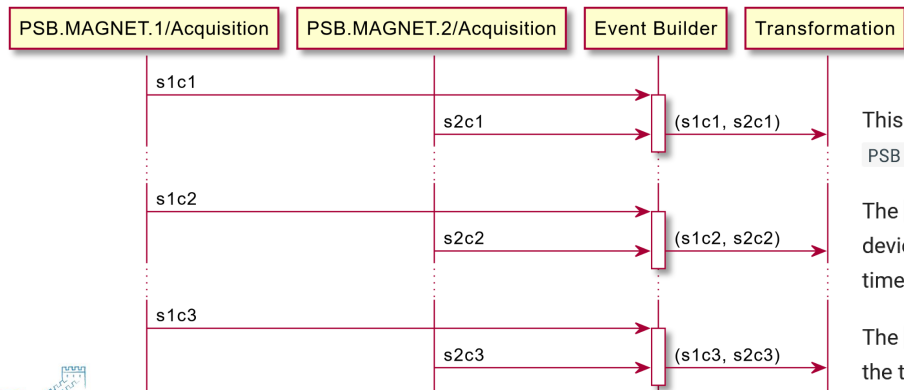 PSB.MAGNET.1/Acquisition
PSB.MAGNET.2/Acquisition
Event Builder
Transformation
s1c1
s2c1
(s1c1, s2c1)
s1c2
s2c2
(s1c2, s2c2)
s1c3
s2c3
(s1c3, s2c3)
This
PSB
The
devic
time
The
the t